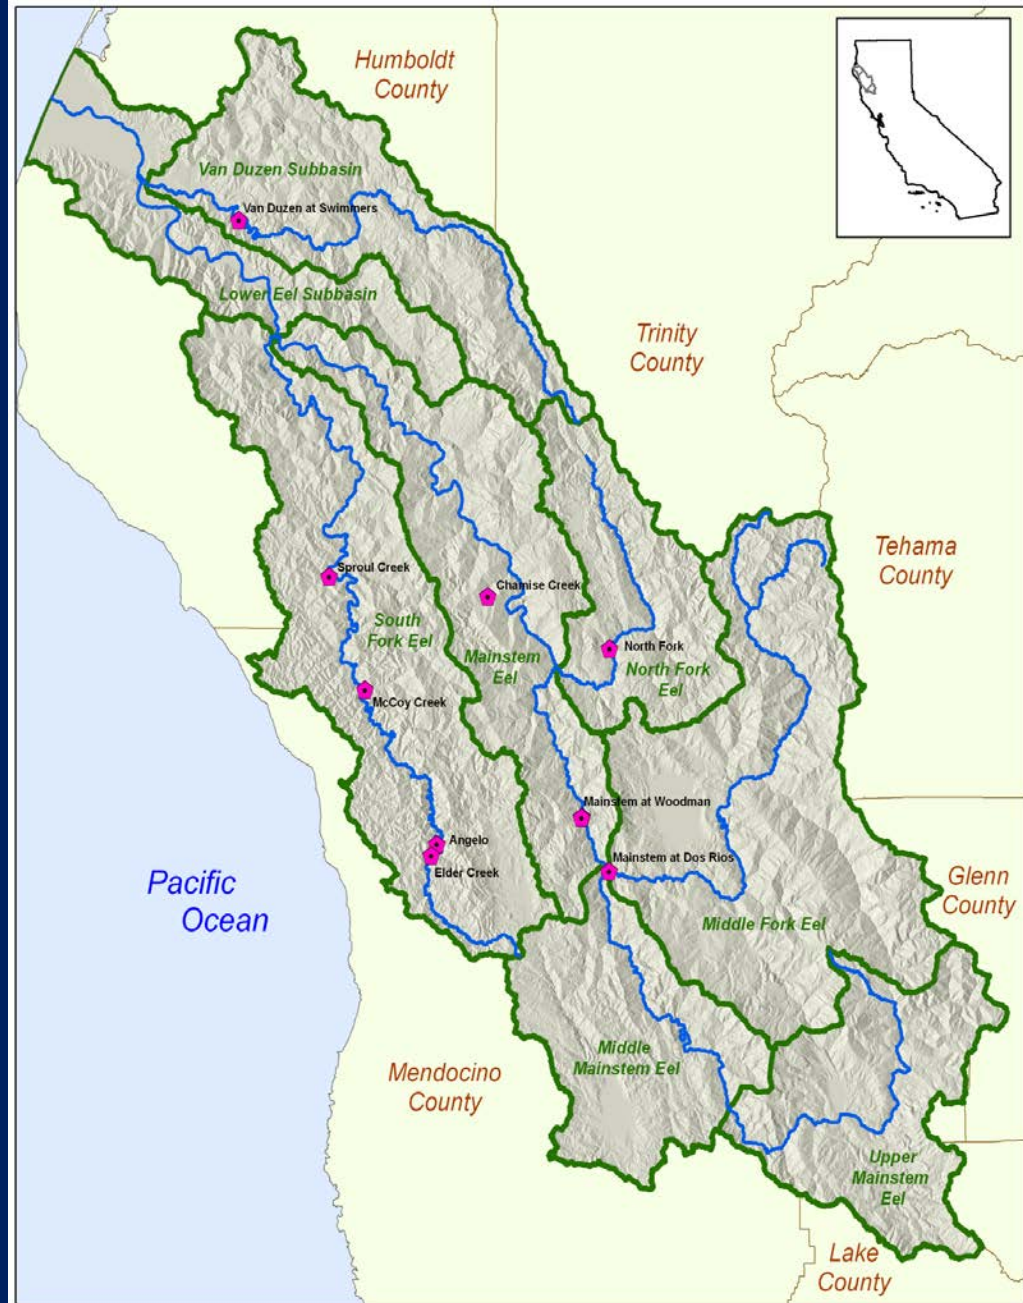 Humboldt
County
Van Duzen Subbasin
Van Duzen at Swimmers
Lower Eel Subbasin
Trinity
County
Tehama
County
Sproul Creek
Chamise Creek
South
Fork Eel
Mainstem
Eel
North Fork
North Fork
Eel
McCoy Creek
Mainstem at Woodman
Angelo
Elder Creek
Mainstem at Dos Rios
Pacific
Ocean
Glenn
County
Middle Fork Eel
Middle
Mainstem Eel
Mendocino
County
Upper
Mainstem
Eel
Lake
County